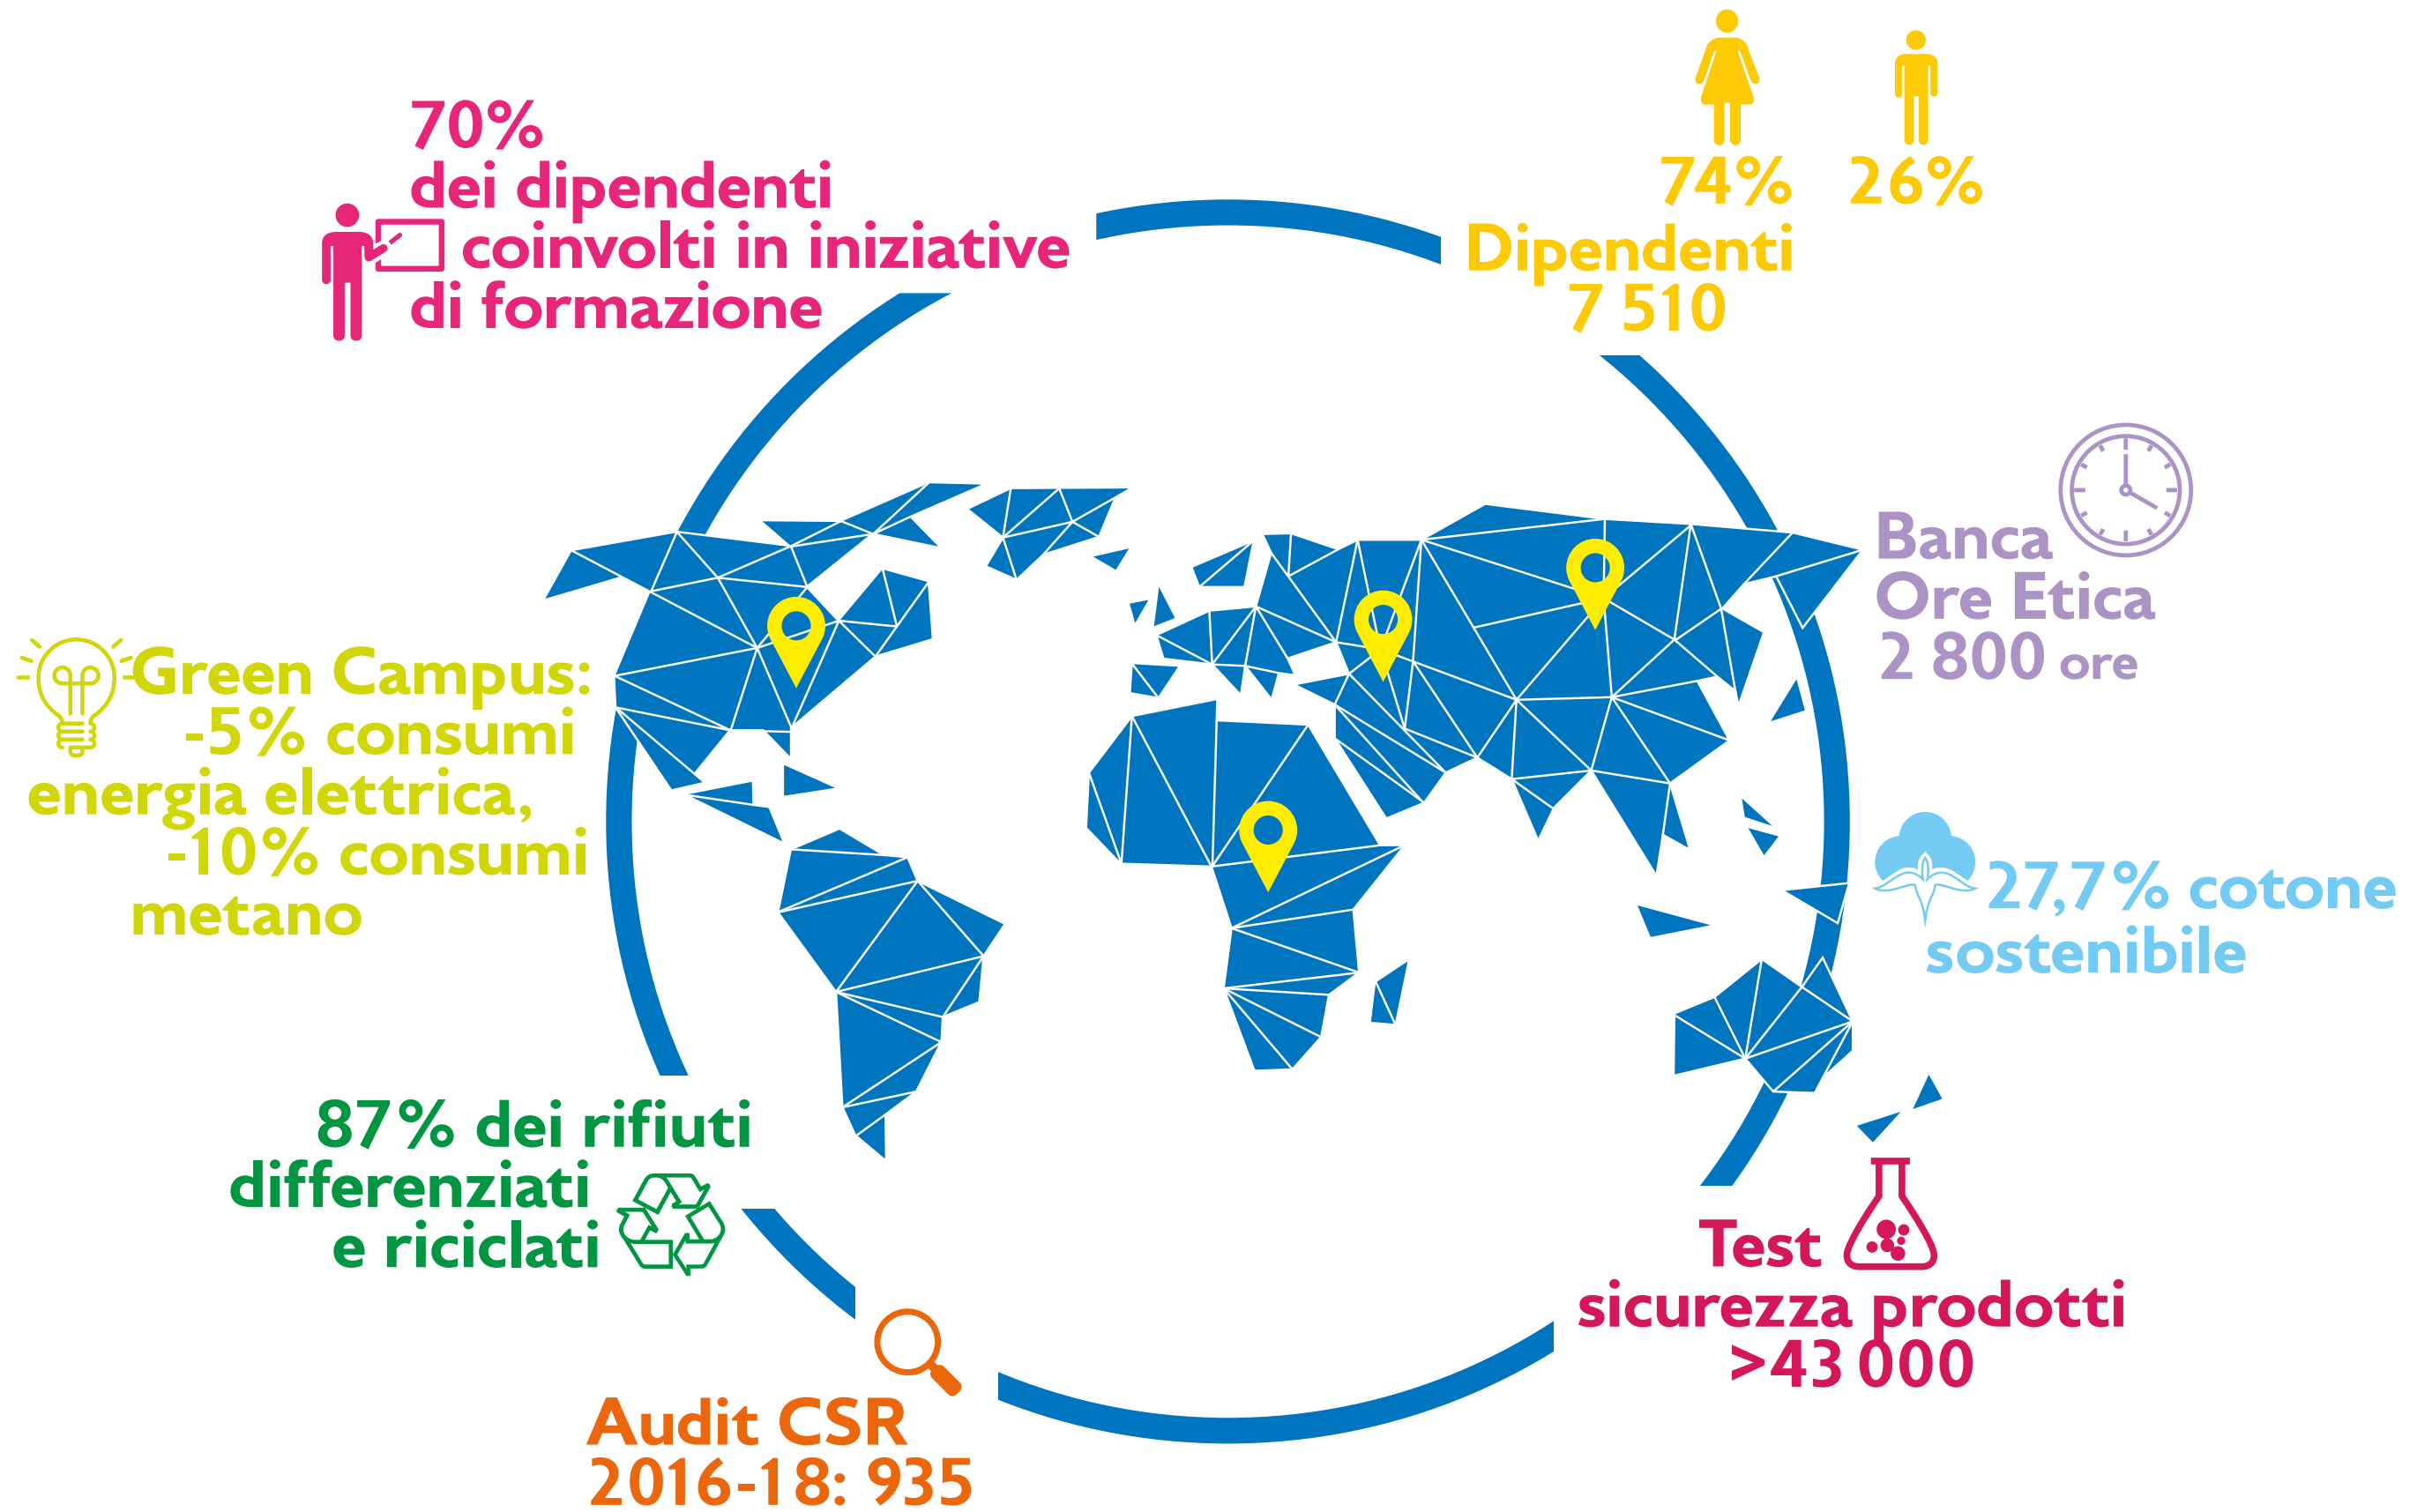 70%
dei dipendenti
coinvolti in iniziative
di formazione
74% 26%
Dipendenti
7 510
Banca
Ore Etica
2 800 ore
Green Campus:
-5% consumi
energia elettrica,
-10% consumi
metano
27,7% cotone
sostenibile
87% dei rifiuti
differenziati
e riciclati
Test
sicurezza prodotti
>43 000
Audit CSR
2016-18: 935